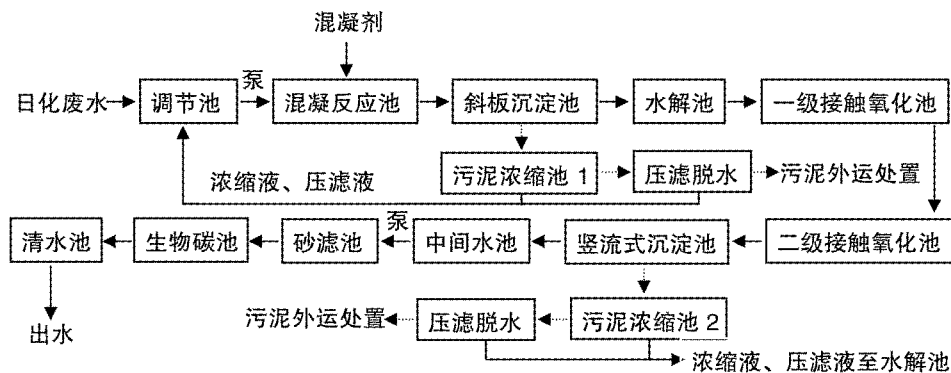 混凝剂
泵
日化废水
调节池
混凝反应池
斜板沉淀池
水解池
一级接触氧化池
浓缩液、压滤液
污泥浓缩池 1
压滤脱水
污泥外运处置
清水池
生物碳池
砂滤池
泵
中间水池
竖流式沉淀池
二级接触氧化池
出水
污泥外运处置
压滤脱水
污泥浓缩池 2
浓缩液、压滤液至水解池